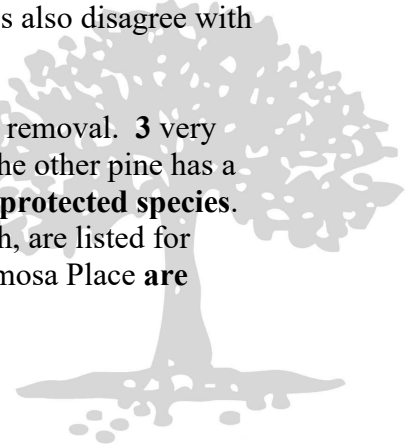 s also disagree with
removal. 3 very
he other pine has a
protected species.
h, are listed for
mosa Place are